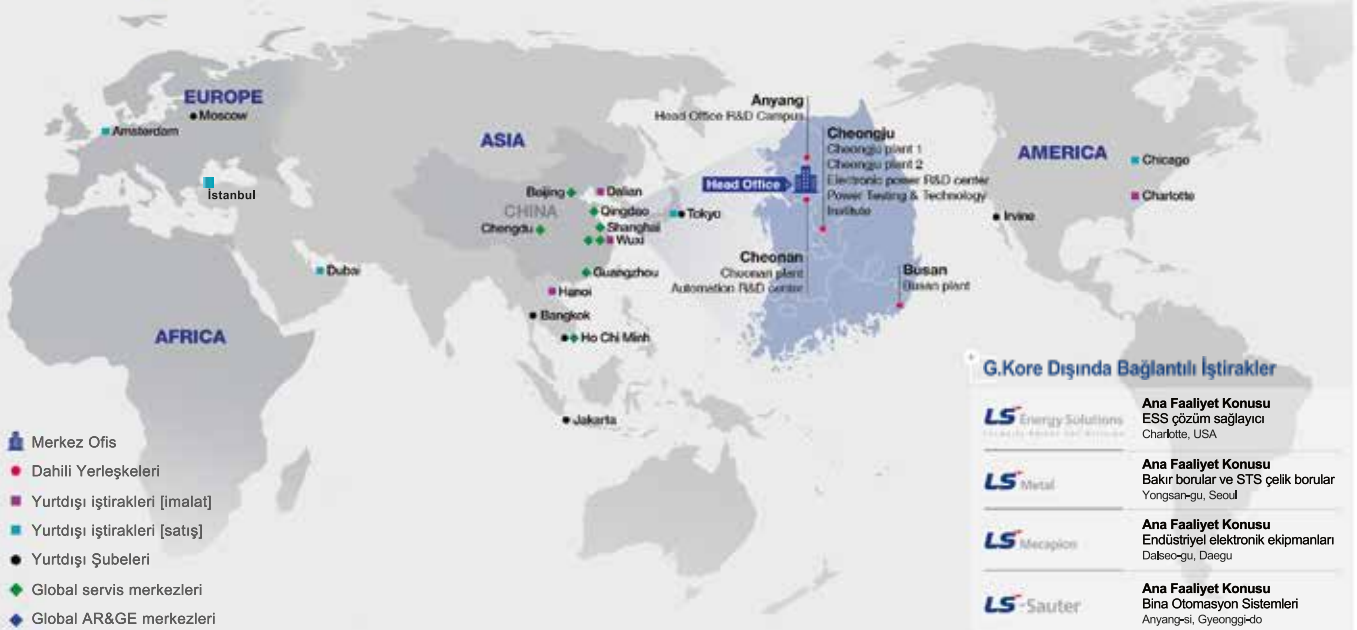 EUROPE
Moscow
Amsterdam
İstanbul
Dubai
AFRICA
ASIA
CHINA
Beijing
Dalian
Qingdao
Chengdu
Shanghai
Wuxi
Guangzhou
Hanoi
Bangkok
Ho Chi Minh
Jakarta
Tokyo
Anyang
Head Office R&D Campus
Head Office
Cheongju
Cheongju plant 1
Cheongju plant 2
Electronic power R&D center
Power Testing & Technology
Institute
Cheonan
Cheonan plant
Automation R&D center
Busan
Busan plant
AMERICA
Chicago
Charlotte
Irvine
Merkez Ofis
Dahili Yerleşkeleri
Yurtdışı iştirakleri [imalat]
Yurtdışı iştirakleri [satış]
Yurtdışı Şubeleri
Global servis merkezleri
Global AR&GE merkezleri
G.Kore Dışında Bağlantılı İştirakler
LS Energy Solutions
Ana Faaliyet Konusu
ESS çözüm sağlayıcı
Charlotte, USA
LS Metal
Ana Faaliyet Konusu
Bakır borular ve STS çelik borular
Yongsan-gu, Seoul
LS Mecapion
Ana Faaliyet Konusu
Endüstriyel elektronik ekipmanları
Dalseo-gu, Daegu
LS-Sauter
Ana Faaliyet Konusu
Bina Otomasyon Sistemleri
Anyang-si, Gyeonggi-do